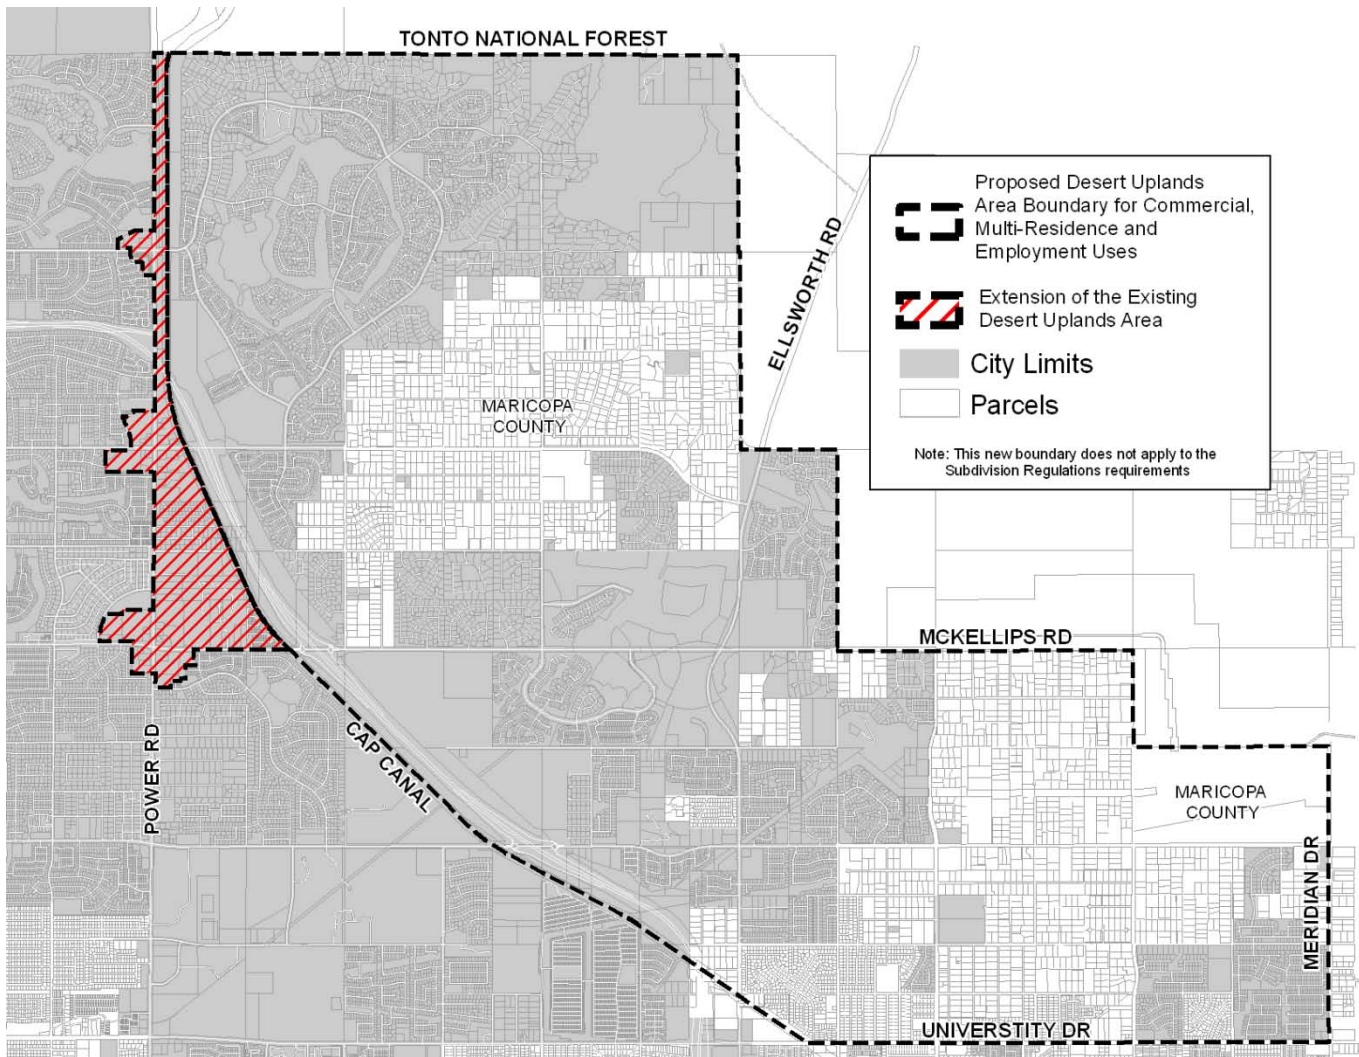 TONTO NATIONAL FOREST
Proposed Desert Uplands
Area Boundary for Commercial,
Multi-Residence and
Employment Uses
Extension of the Existing
Desert Uplands Area
City Limits
Parcels
Note: This new boundary does not apply to the
Subdivision Regulations requirements
ELLSWORTH RD
MARICOPA
COUNTY
MCKELLIPS RD
POWER RD
CAP CANAL
MARICOPA
COUNTY
MERIDIAN DR
UNIVERSTITY DR